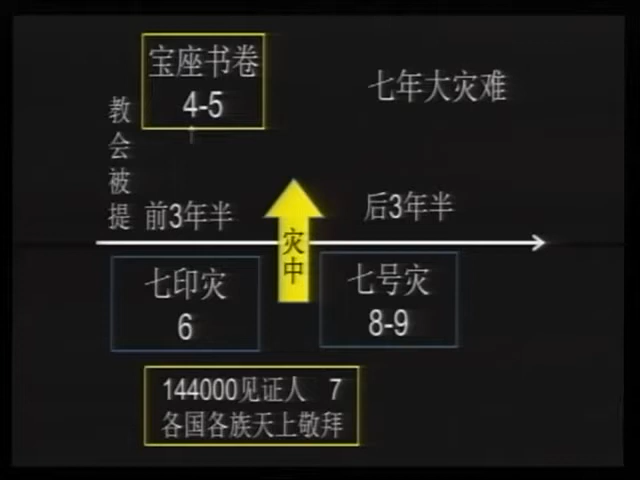 宝座书卷
4-5
七年大灾难
教会被提
前3年半
后3年半
灾中
七印灾
6
七号灾
8-9
144000见证人 7
各国各族天上敬拜